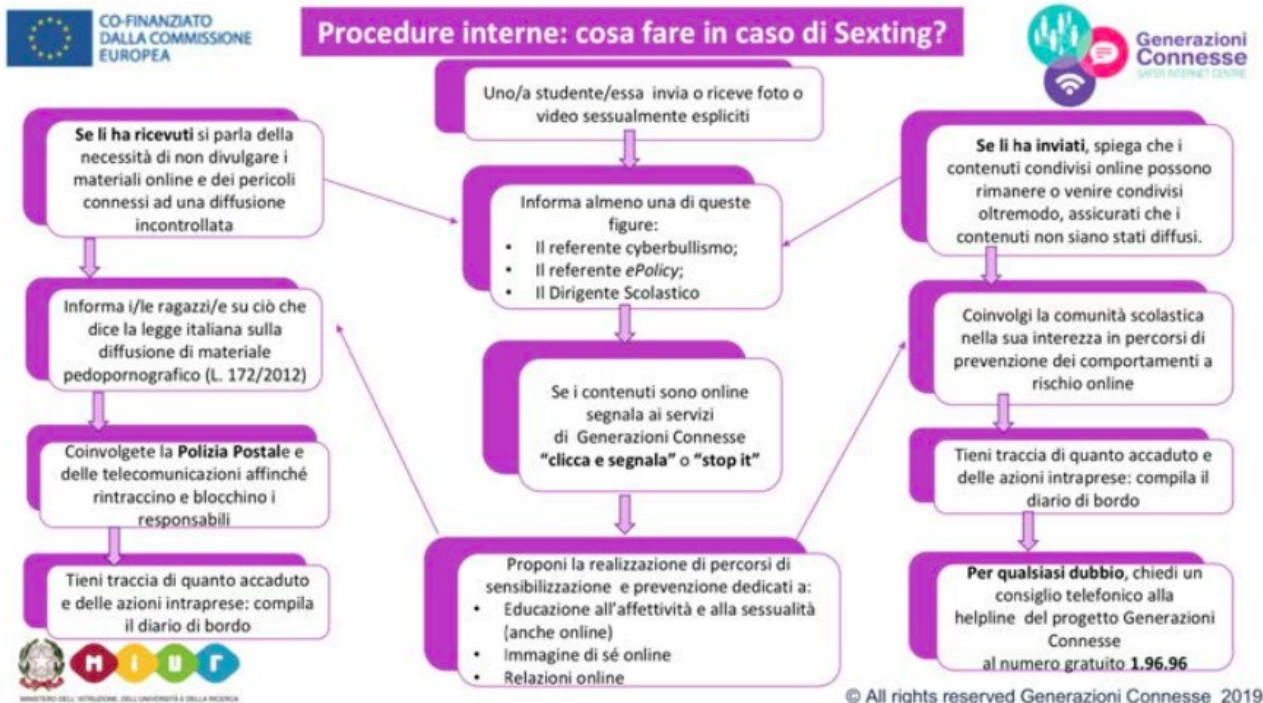 CO-FINANZIATO
DALLA COMMISSIONE
EUROPEA
Procedure interne: cosa fare in caso di Sexting?
Generazioni
Connesse
SAFER INTERNET CENTRE
Uno/a studente/essa invia o riceve foto o
video sessualmente espliciti
Se li ha ricevuti si parla della
necessità di non divulgare i
materiali online e dei pericoli
connessi ad una diffusione
incontrollata
Informa i/le ragazzi/e su ciò che
dice la legge italiana sulla
diffusione di materiale
pedopornografico (L. 172/2012)
Coinvolgete la Polizia Postale e
delle telecomunicazioni affinché
rintraccino e blocchino i
responsabili
Tieni traccia di quanto accaduto
e delle azioni intraprese: compila
il diario di bordo
Informa almeno una di queste
figure:
• Il referente cyberbullismo;
• Il referente ePolicy;
• Il Dirigente Scolastico
Se i contenuti sono online
segnala ai servizi
di Generazioni Connesse
“clicca e segnala” o “stop it”
Proponi la realizzazione di percorsi di
sensibilizzazione e prevenzione dedicati a:
• Educazione all’affettività e alla sessualità
(anche online)
• Immagine di sé online
• Relazioni online
Se li ha inviati, spiega che i
contenuti condivisi online possono
rimanere o venire condivisi
oltremodo, assicurati che i
contenuti non siano stati diffusi.
Coinvolgi la comunità scolastica
nella sua interezza in percorsi di
prevenzione dei comportamenti a
rischio online
Tieni traccia di quanto accaduto e
delle azioni intraprese: compila il
diario di bordo
Per qualsiasi dubbio, chiedi un
consiglio telefonico alla
helpline del progetto Generazioni
Connesse
al numero gratuito 1.96.96
MIUR
MINISTERO DELL'ISTRUZIONE, DELL'UNIVERSITÀ E DELLA RICERCA
© All rights reserved Generazioni Connesse 2019